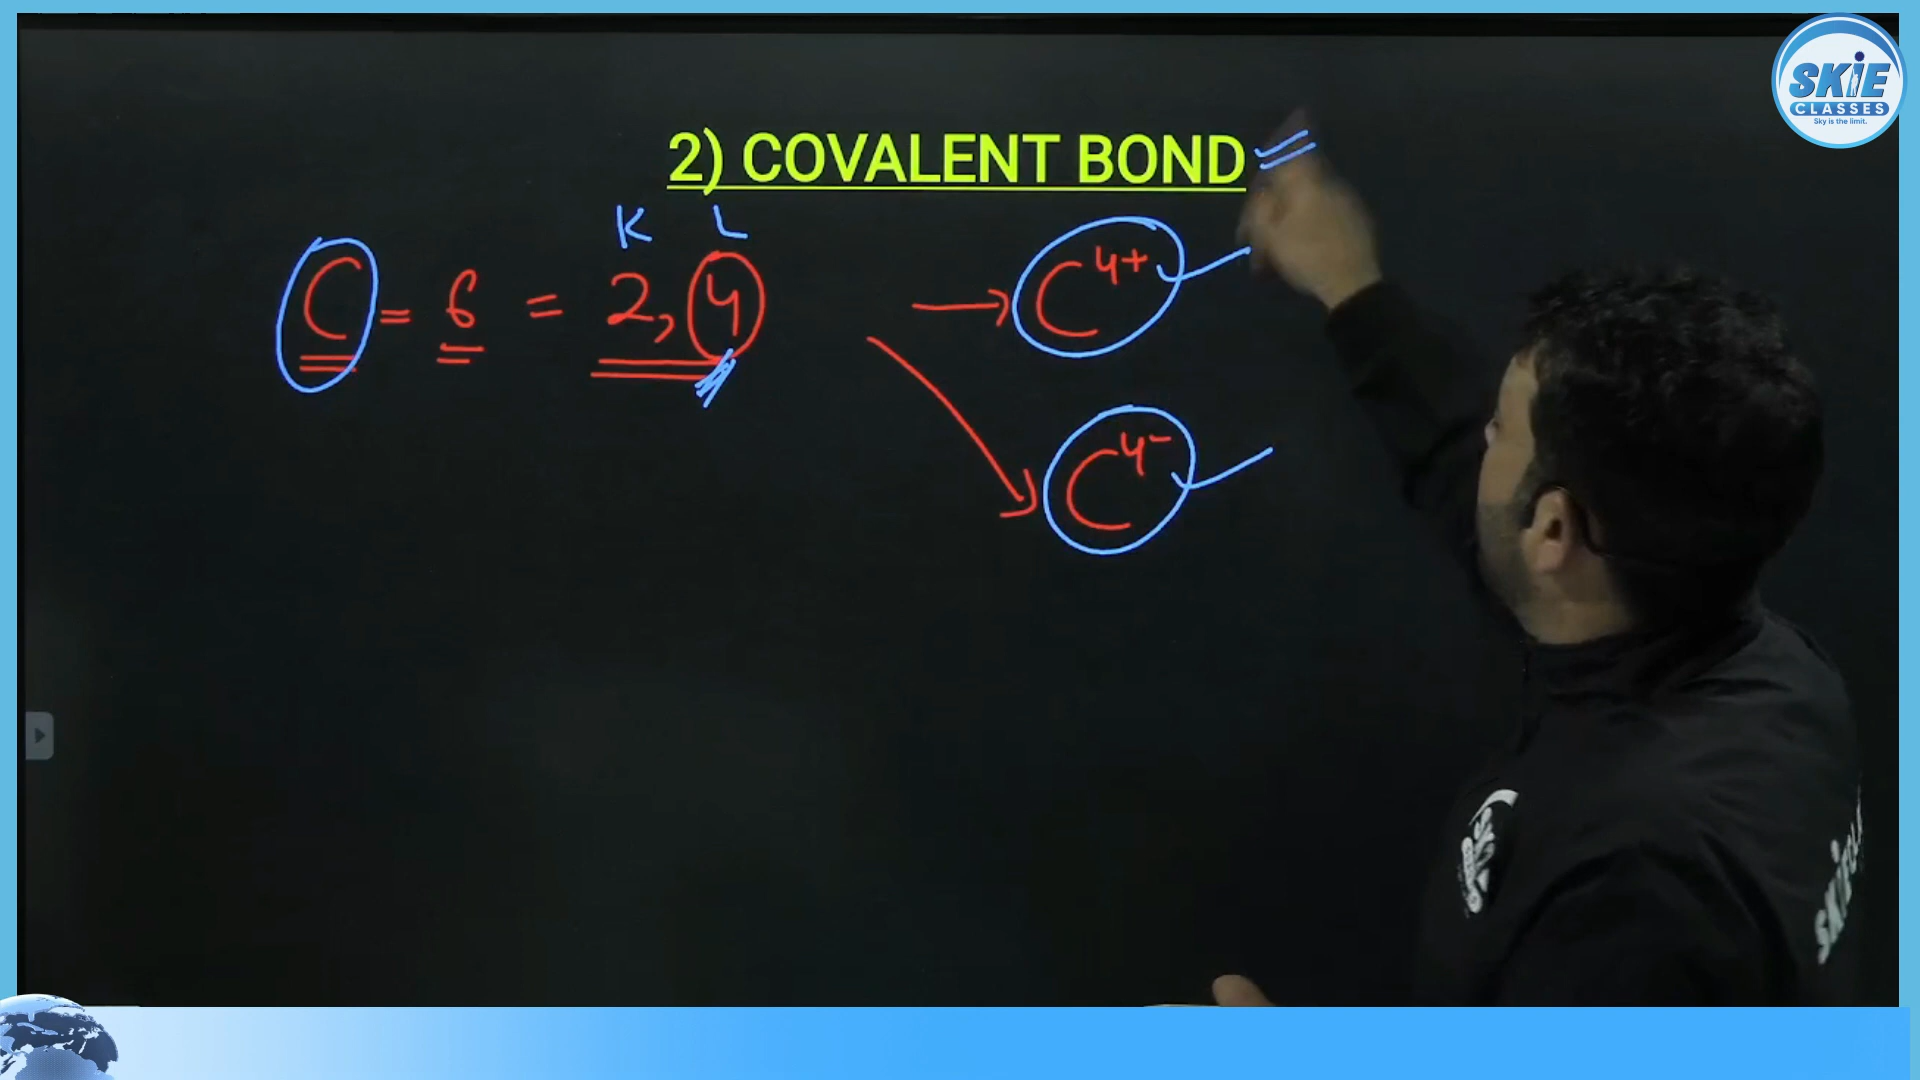 SKIE
CLASSES
Sky is the limit.
2) COVALENT BOND
K L
C = 6 = 2, 4
C⁴⁺
C⁴⁻